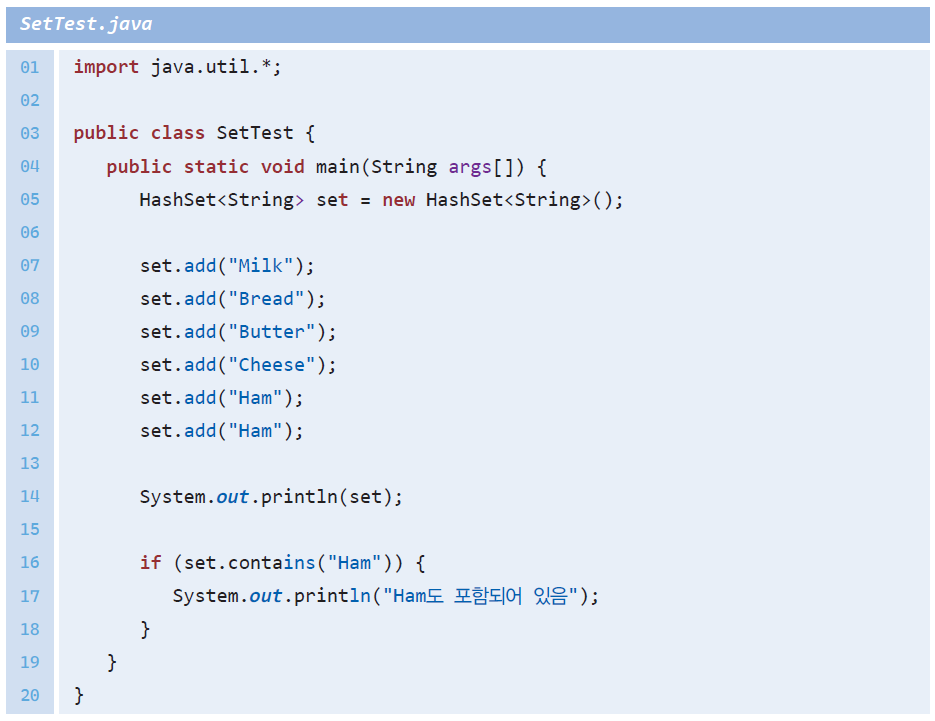 SetTest.java
01 import java.util.*;
02
03 public class SetTest {
04 public static void main(String args[]) {
05 HashSet<String> set = new HashSet<String>();
06
07 set.add("Milk");
08 set.add("Bread");
09 set.add("Butter");
10 set.add("Cheese");
11 set.add("Ham");
12 set.add("Ham");
13
14 System.out.println(set);
15
16 if (set.contains("Ham")) {
17 System.out.println("Ham도 포함되어 있음");
18 }
19 }
20 }